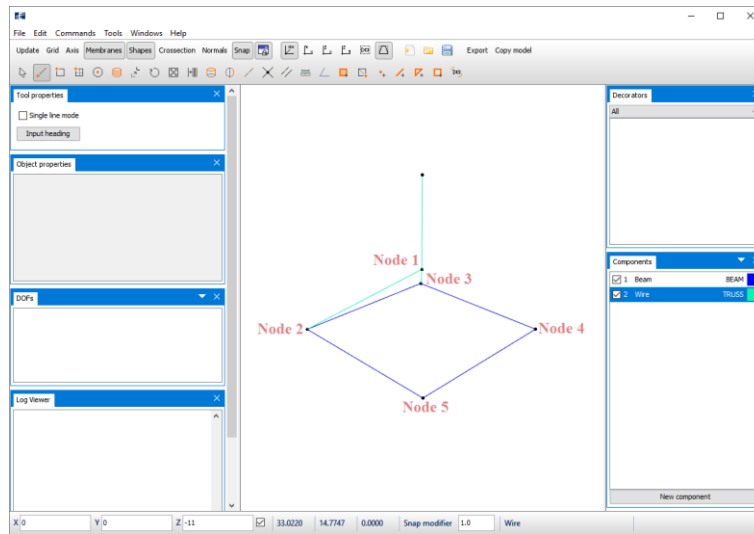 File Edit Commands Tools Windows Help
Update Grid Axis Membranes Shapes Crossection Normals Snap Export Copy model
Tool properties
Single line mode
Input heading
Object properties
DOFs
Log Viewer
Node 1
Node 3
Node 2
Node 4
Node 5
Decorators
All
Components
1 Beam BEAM
2 Wire TRUSS
New component
X 0 Y 0 Z -11 33.0220 14.7747 0.0000 Snap modifier 1.0 Wire